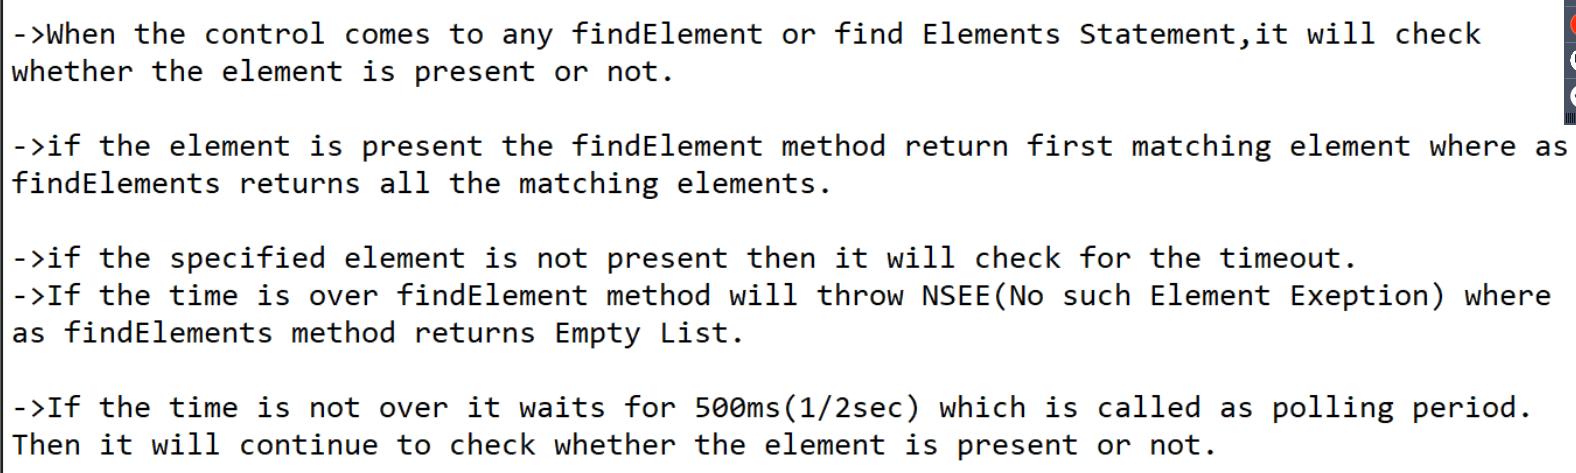 ->When the control comes to any findElement or find Elements Statement,it will check
whether the element is present or not.
->if the element is present the findElement method return first matching element where as
findElements returns all the matching elements.
->if the specified element is not present then it will check for the timeout.
->If the time is over findElement method will throw NSEE(No such Element Exeption) where
as findElements method returns Empty List.
->If the time is not over it waits for 500ms(1/2sec) which is called as polling period.
Then it will continue to check whether the element is present or not.